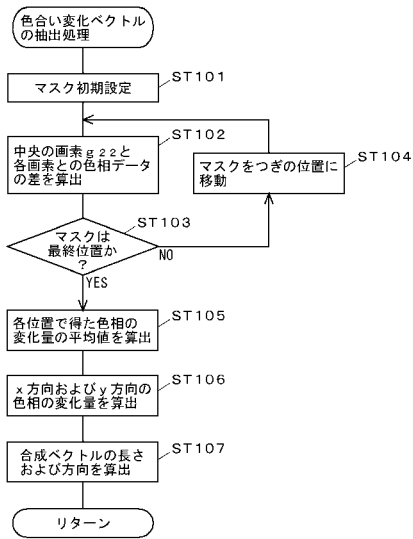 色合い変化ベクトル
の抽出処理
ST101
マスク初期設定
ST102
中央の画素ｇ２２と
各画素との色相データ
の差を算出
ST104
マスクをつぎの位置に
移動
ST103
マスクは
最終位置か
？
NO
YES
ST105
各位置で得た色相の
変化量の平均値を算出
ST106
ｘ方向およびｙ方向の
色相の変化量を算出
ST107
合成ベクトルの長さ
および方向を算出
リターン